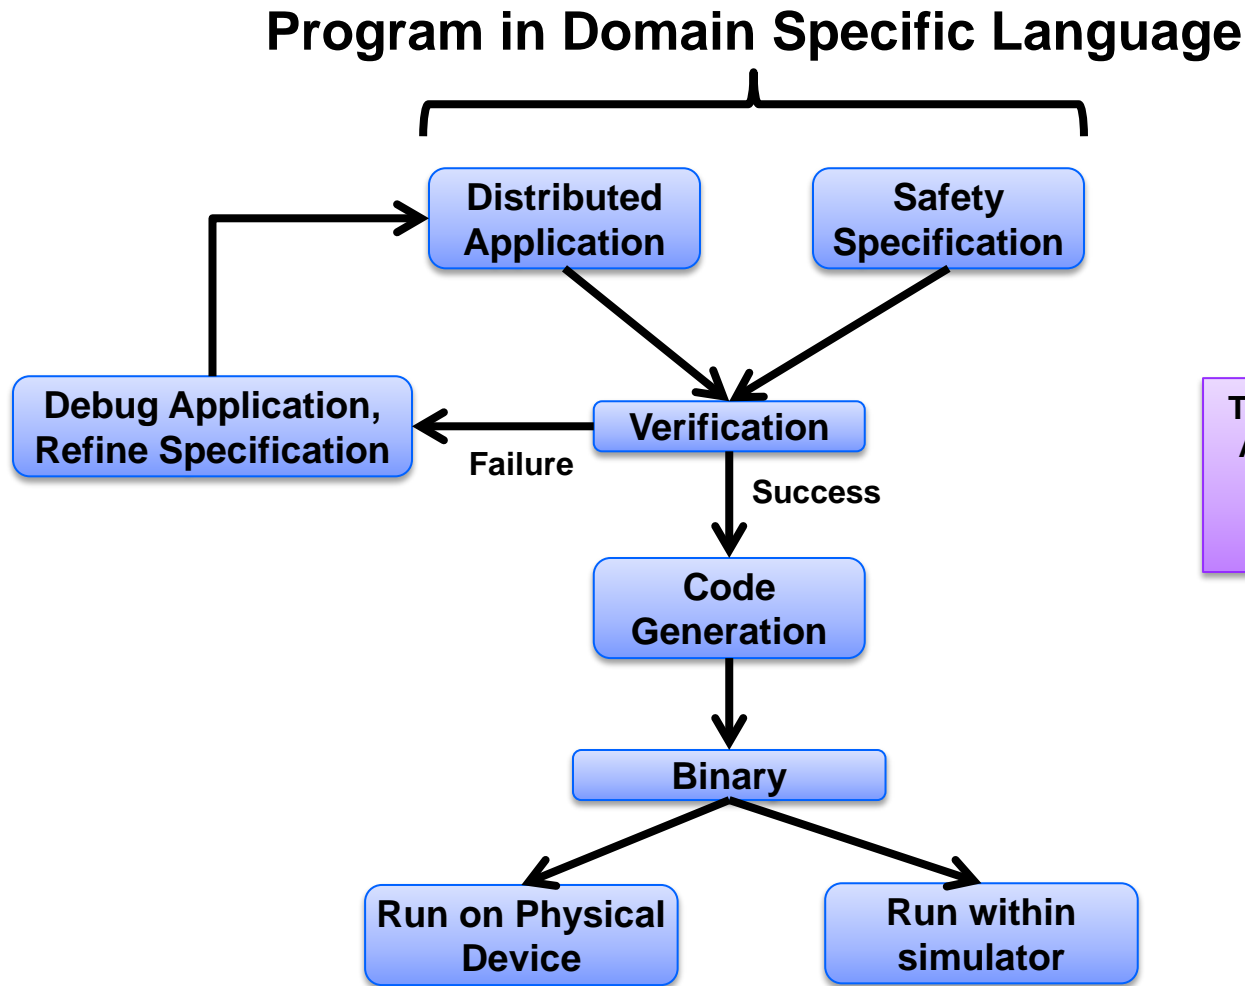 Program in Domain Specific Language
Distributed
Application
Safety
Specification
Debug Application,
Refine Specification
Verification
Failure
Success
Code
Generation
Binary
Run on Physical
Device
Run within
simulator